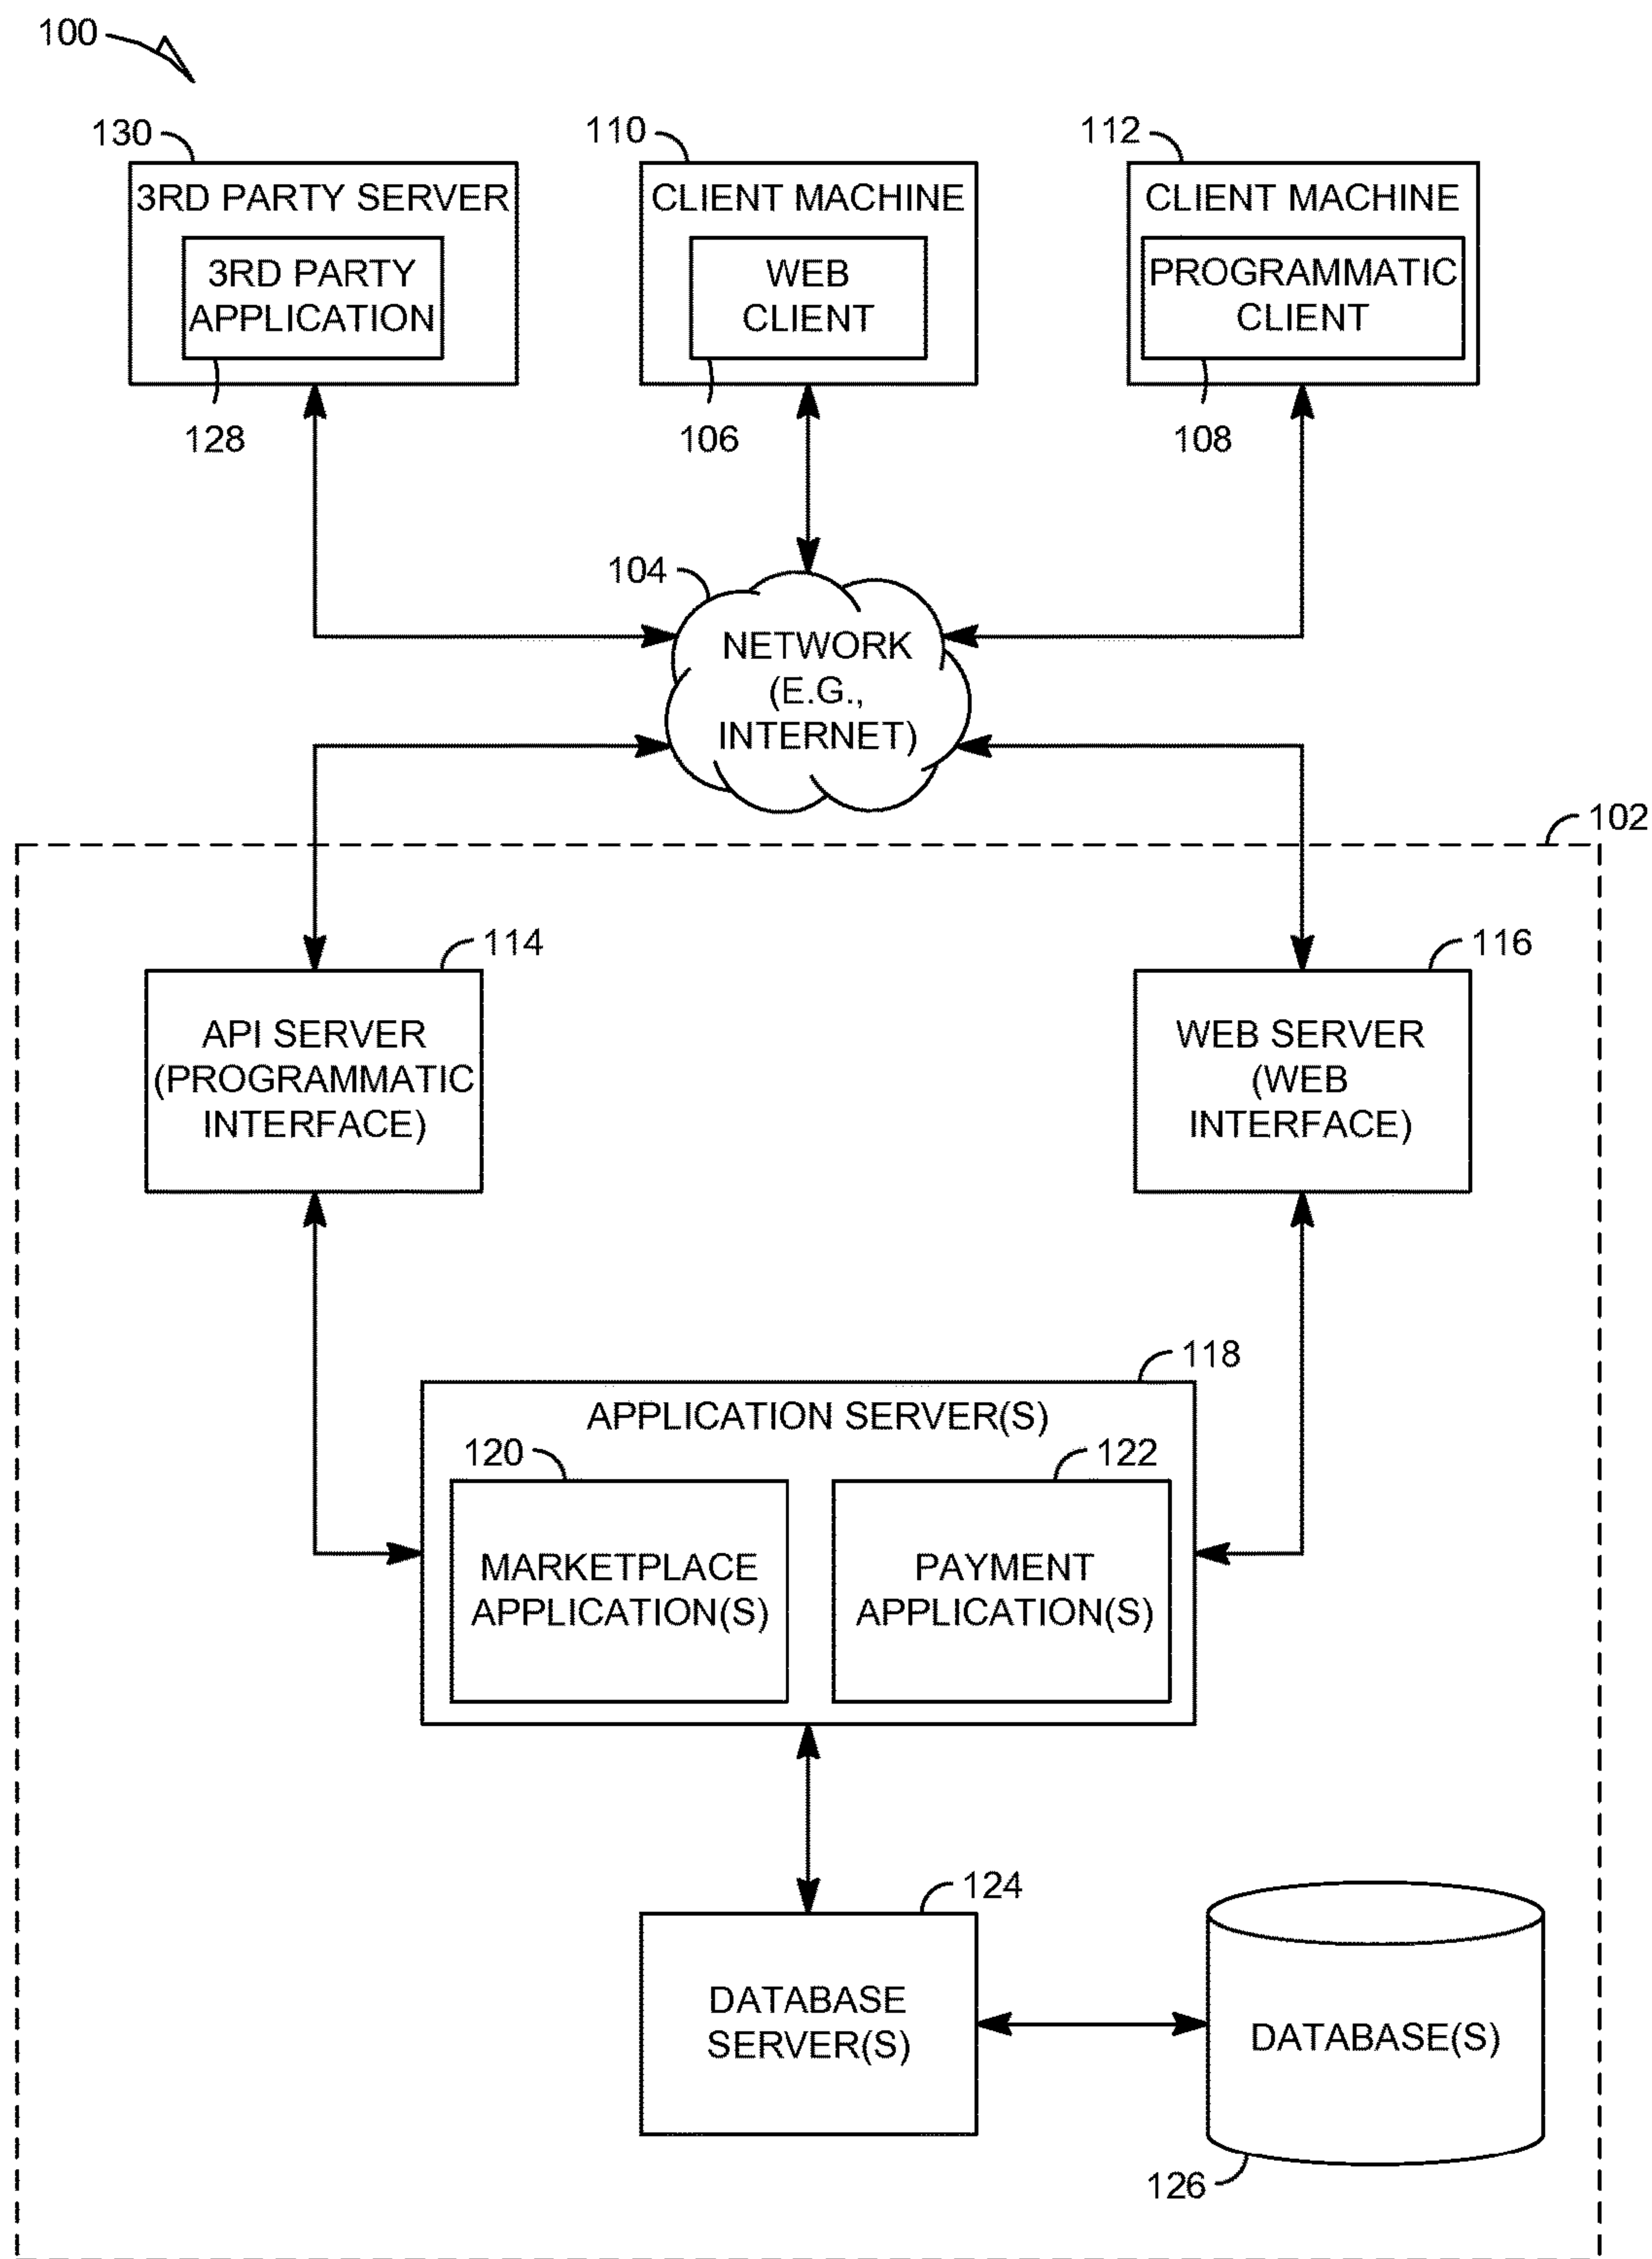 100
130
110
112
3RD PARTY SERVER
CLIENT MACHINE
CLIENT MACHINE
3RD PARTY
APPLICATION
WEB
CLIENT
PROGRAMMATIC
CLIENT
128
106
108
104
NETWORK
(E.G.,
INTERNET)
102
114
116
API SERVER
(PROGRAMMATIC
INTERFACE)
WEB SERVER
(WEB
INTERFACE)
118
APPLICATION SERVER(S)
120
122
MARKETPLACE
APPLICATION(S)
PAYMENT
APPLICATION(S)
124
DATABASE
SERVER(S)
DATABASE(S)
126